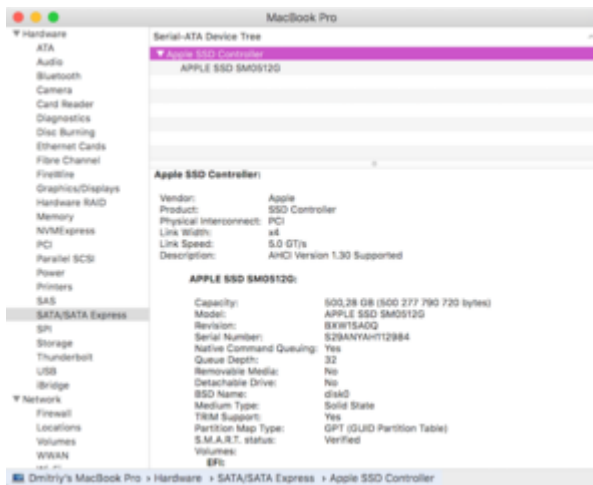 MacBook Pro
▼ Hardware
ATA
Audio
Bluetooth
Camera
Card Reader
Diagnostics
Disc Burning
Ethernet Cards
Fibre Channel
FireWire
Graphics/Displays
Hardware RAID
Memory
NVMExpress
PCI
Parallel SCSI
Power
Printers
SAS
SATA/SATA Express
SPI
Storage
Thunderbolt
USB
iBridge
▼ Network
Firewall
Locations
Volumes
WWAN
Serial-ATA Device Tree
▼ Apple SSD Controller
APPLE SSD SM0512G
Apple SSD Controller:
Vendor: Apple
Product: SSD Controller
Physical Interconnect: PCI
Link Width: x4
Link Speed: 5.0 GT/s
Description: AHCI Version 1.30 Supported
APPLE SSD SM0512G:
Capacity: 500,28 GB (500 277 790 720 bytes)
Model: APPLE SSD SM0512G
Revision: BXW1SA0Q
Serial Number: S29ANYAH112984
Native Command Queuing: Yes
Queue Depth: 32
Removable Media: No
Detachable Drive: No
BSD Name: disk0
Medium Type: Solid State
TRIM Support: Yes
Partition Map Type: GPT (GUID Partition Table)
S.M.A.R.T. status: Verified
Volumes:
EFI:
Dmitriy's MacBook Pro › Hardware › SATA/SATA Express › Apple SSD Controller